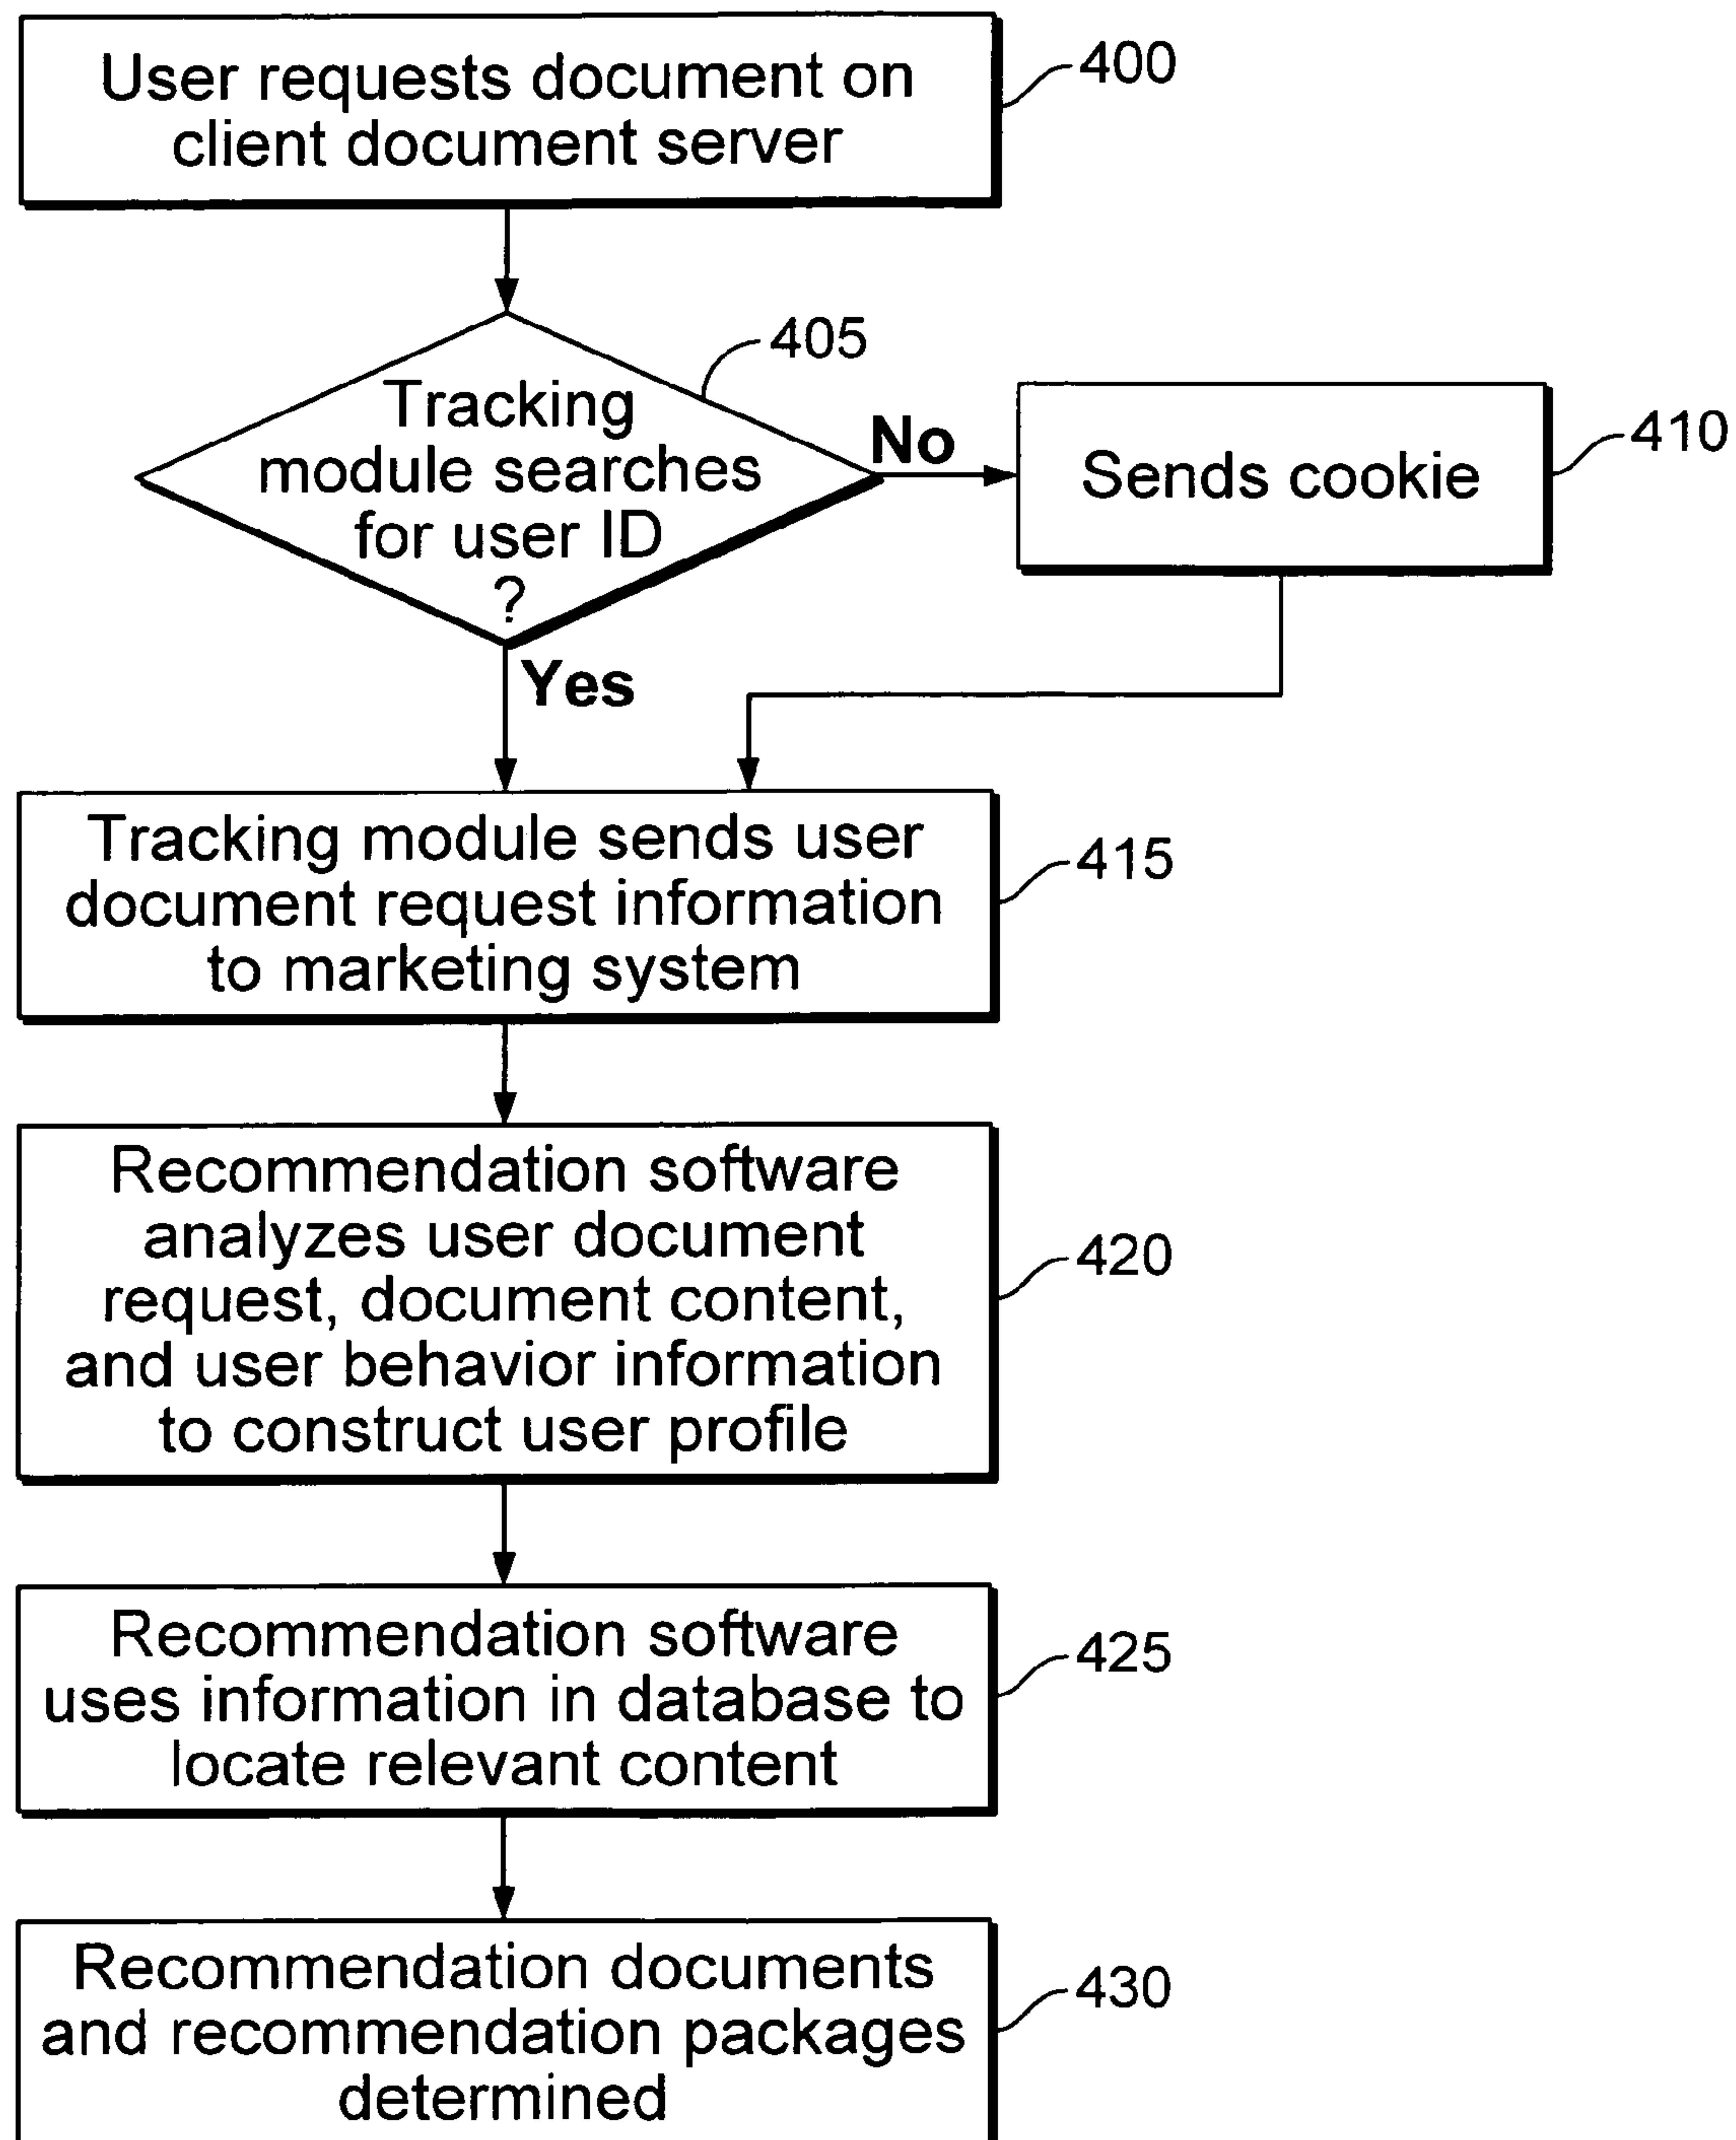 User requests document on
client document server
400
405
Tracking
module searches
for user ID
?
No
Sends cookie
410
Yes
Tracking module sends user
document request information
to marketing system
415
Recommendation software
analyzes user document
request, document content,
and user behavior information
to construct user profile
420
Recommendation software
uses information in database to
locate relevant content
425
Recommendation documents
and recommendation packages
determined
430